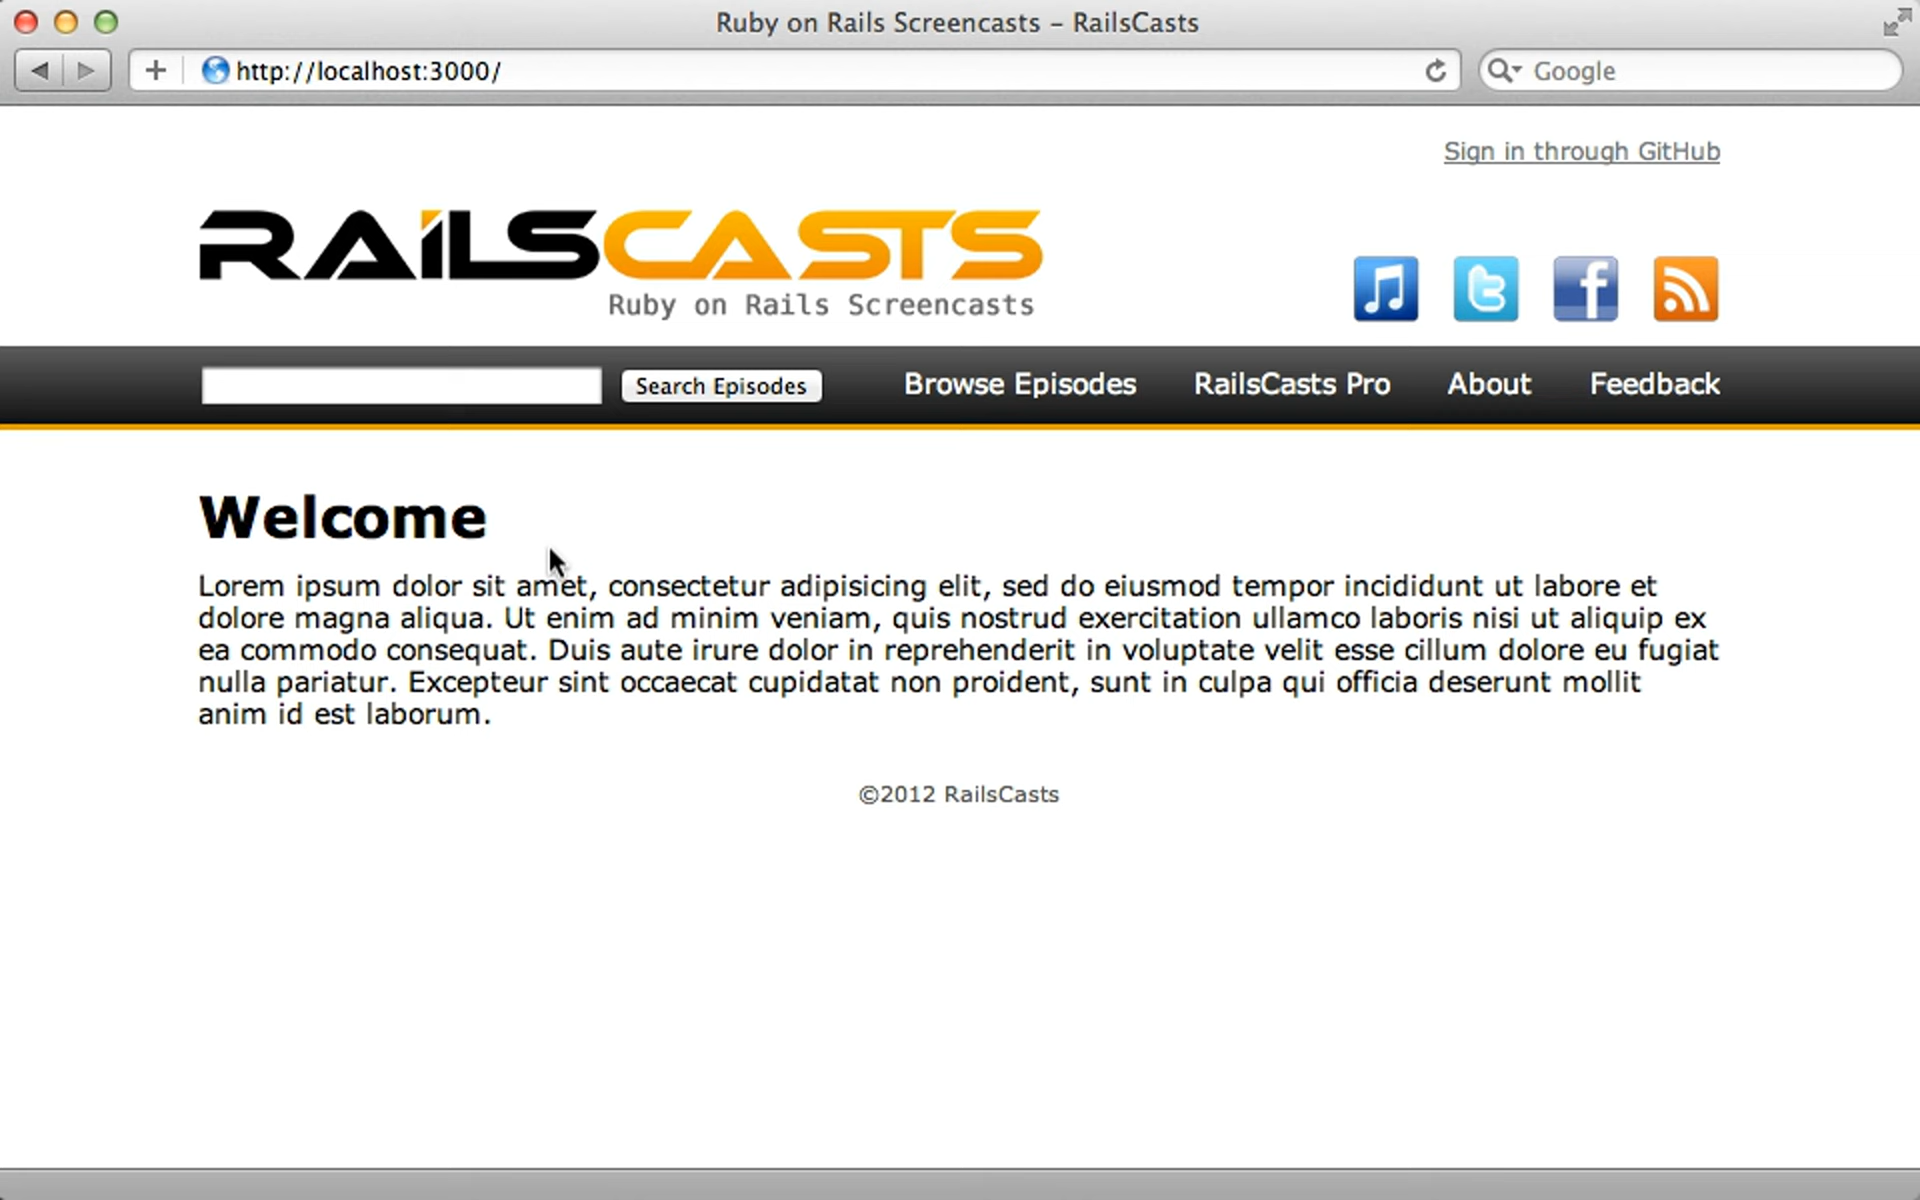 Ruby on Rails Screencasts – RailsCasts
http://localhost:3000/
Google
Sign in through GitHub
RAiLSCASTS
Ruby on Rails Screencasts
Search Episodes
Browse Episodes
RailsCasts Pro
About
Feedback
Welcome
Lorem ipsum dolor sit amet, consectetur adipisicing elit, sed do eiusmod tempor incididunt ut labore et
dolore magna aliqua. Ut enim ad minim veniam, quis nostrud exercitation ullamco laboris nisi ut aliquip ex
ea commodo consequat. Duis aute irure dolor in reprehenderit in voluptate velit esse cillum dolore eu fugiat
nulla pariatur. Excepteur sint occaecat cupidatat non proident, sunt in culpa qui officia deserunt mollit
anim id est laborum.
©2012 RailsCasts